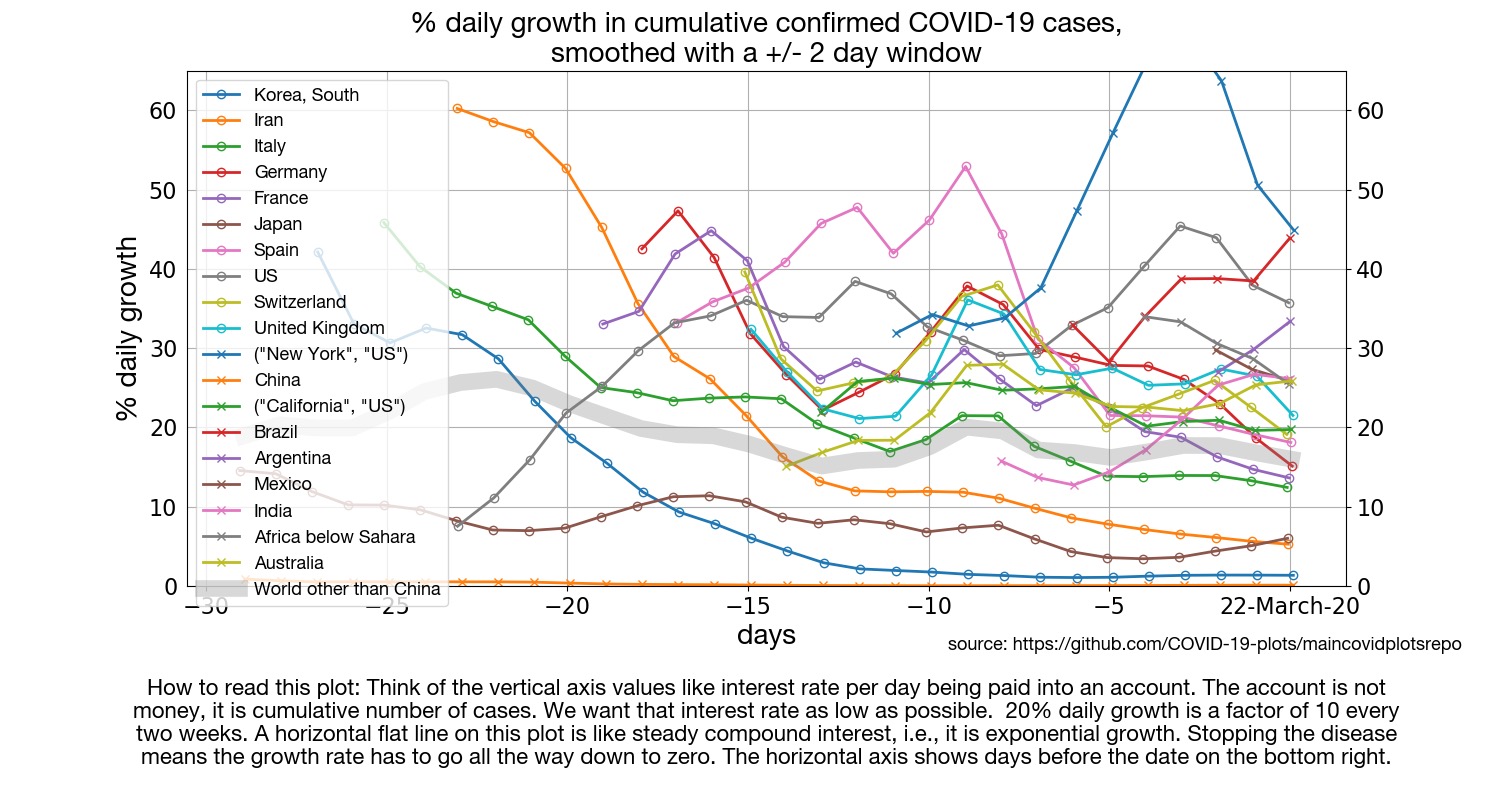 % daily growth in cumulative confirmed COVID-19 cases,
smoothed with a +/- 2 day window
% daily growth
60
50
40
30
20
10
0
Korea, South
Iran
Italy
Germany
France
Japan
Spain
US
Switzerland
United Kingdom
("New York", "US")
China
("California", "US")
Brazil
Argentina
Mexico
India
Africa below Sahara
Australia
World other than China
60
50
40
30
20
10
0
−30 −25 −20 −15 −10 −5 22-March-20
days
source: https://github.com/COVID-19-plots/maincovidplotsrepo
How to read this plot: Think of the vertical axis values like interest rate per day being paid into an account. The account is not
money, it is cumulative number of cases. We want that interest rate as low as possible.  20% daily growth is a factor of 10 every
two weeks. A horizontal flat line on this plot is like steady compound interest, i.e., it is exponential growth. Stopping the disease
means the growth rate has to go all the way down to zero. The horizontal axis shows days before the date on the bottom right.